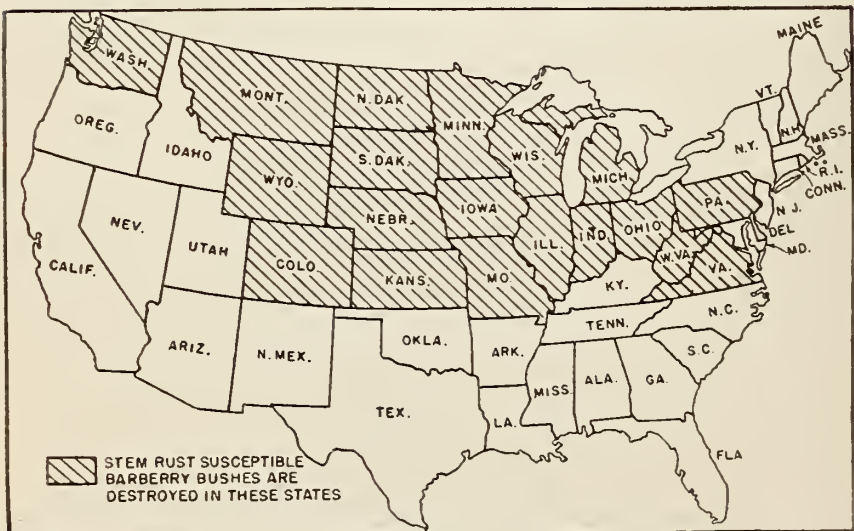 MAINE
WASH.
MONT.
N. DAK.
MINN.
VT.
N.H.
MASS.
OREG.
IDAHO
S. DAK.
WIS.
MICH.
N.Y.
R.I.
CONN.
WYO.
NEBR.
IOWA
PA.
N J.
NEV.
UTAH
COLO.
KANS.
MO.
ILL.
IND.
OHIO
W.VA.
VA.
DEL
MD.
CALIF.
KY.
ARIZ.
N. MEX.
OKLA.
ARK.
TENN.
N.C.
S.C.
TEX.
LA.
MISS.
ALA.
GA.
FLA
STEM RUST SUSCEPTIBLE
BARBERRY BUSHES ARE
DESTROYED IN THESE STATES